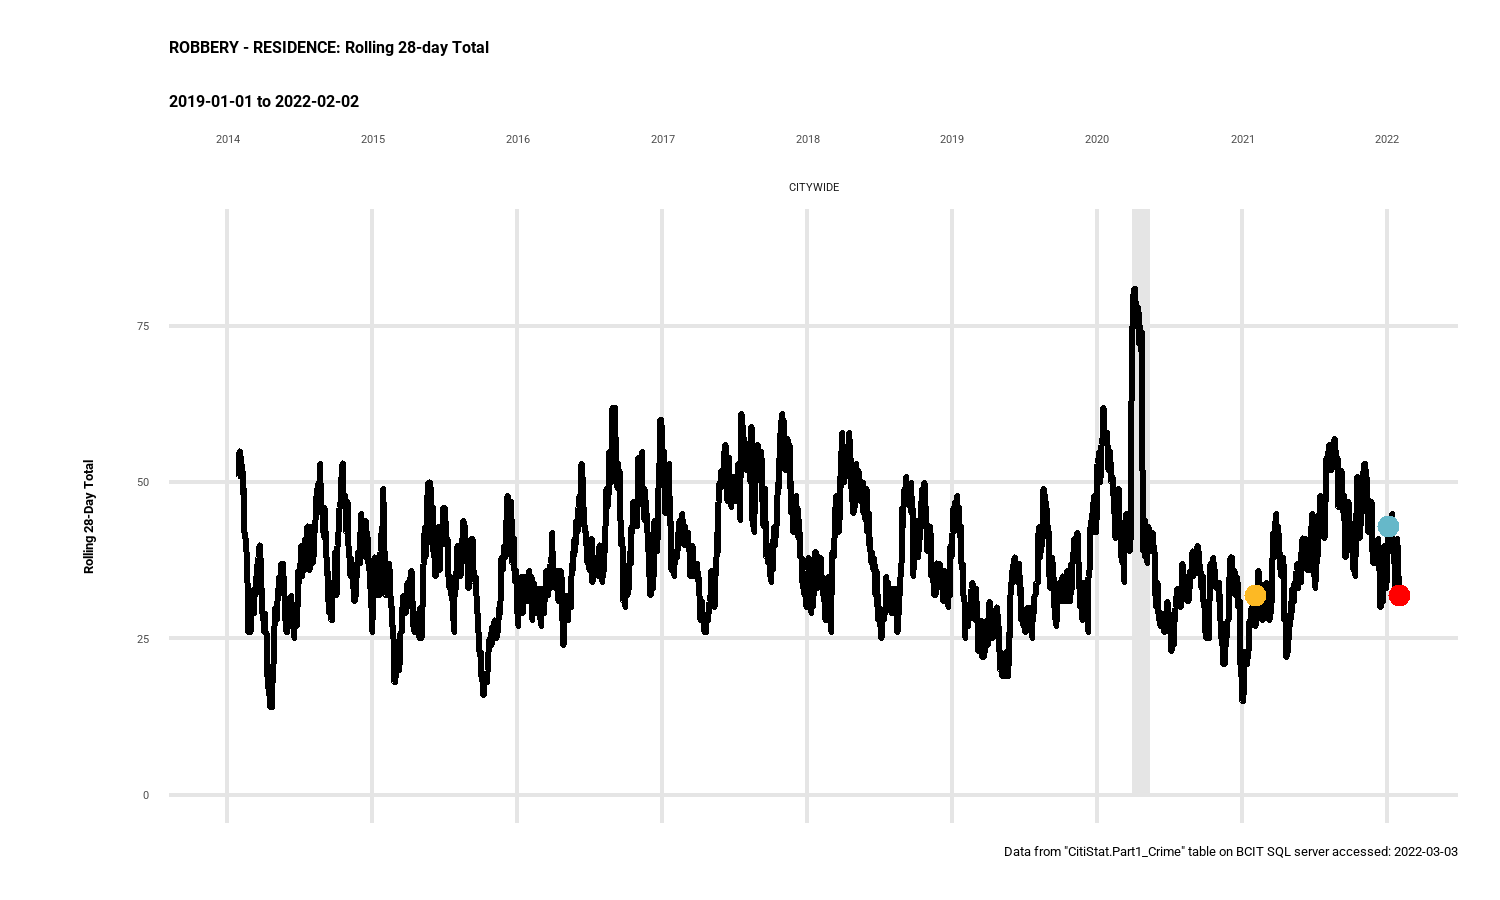 ROBBERY - RESIDENCE: Rolling 28-day Total
2019-01-01 to 2022-02-02
2014 2015 2016 2017 2018 2019 2020 2021 2022
CITYWIDE
75
50
25
0
Rolling 28-Day Total
Data from "CitiStat.Part1_Crime" table on BCIT SQL server accessed: 2022-03-03